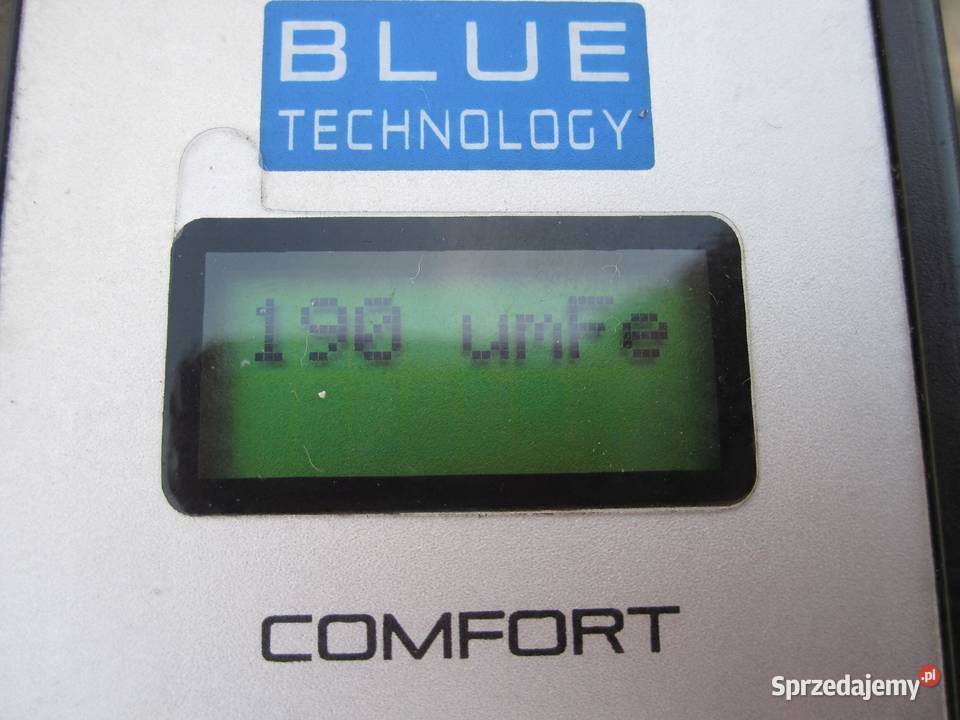 BLUE
TECHNOLOGY
190 umFe
COMFORT
Sprzedajemy.pl